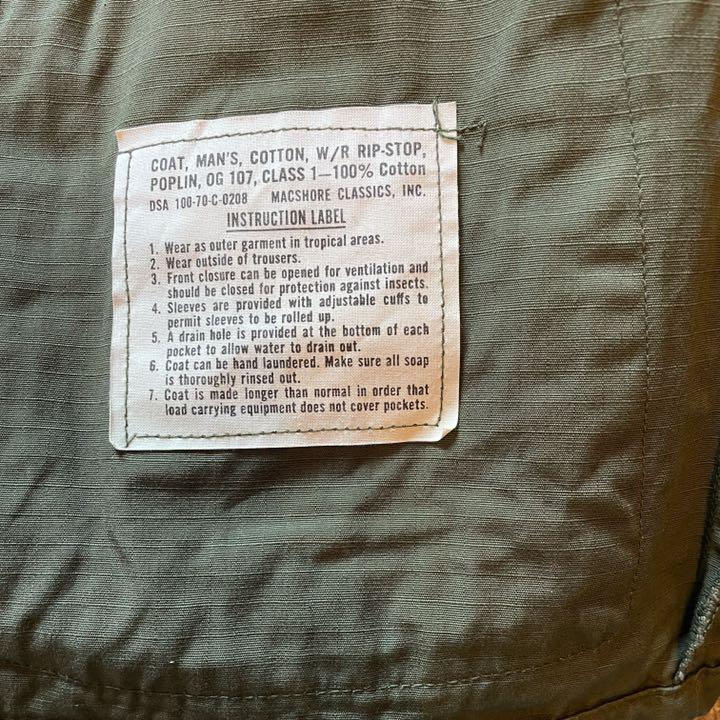 COAT, MAN'S, COTTON, W/R RIP-STOP,
POPLIN, OG 107, CLASS 1—100% Cotton
DSA 100-70-C-0208 MACSHORE CLASSICS, INC.
INSTRUCTION LABEL
1. Wear as outer garment in tropical areas.
2. Wear outside of trousers.
3. Front closure can be opened for ventilation and
should be closed for protection against insects.
4. Sleeves are provided with adjustable cuffs to
permit sleeves to be rolled up.
5. A drain hole is provided at the bottom of each
pocket to allow water to drain out.
6. Coat can be hand laundered. Make sure all soap
is thoroughly rinsed out.
7. Coat is made longer than normal in order that
load carrying equipment does not cover pockets.